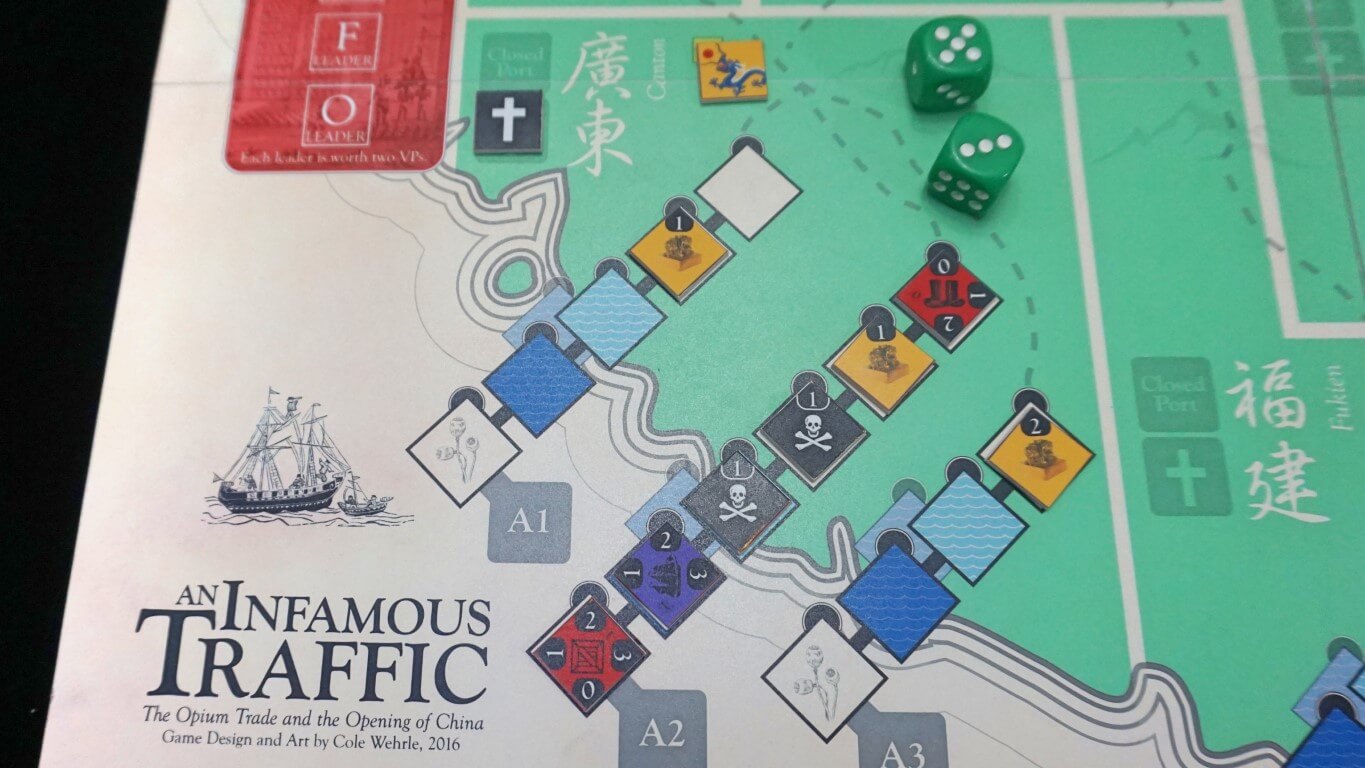 F
LEADER
O
LEADER
Each leader is worth two VPs.
Closed
Port
廣東
Canton
1
0
1
2
1
1
1
2
2
1
3
2
1
3
0
A1
A2
A3
Closed
Port
福建
Fukien
AN INFAMOUS
TRAFFIC
The Opium Trade and the Opening of China
Game Design and Art by Cole Wehrle, 2016